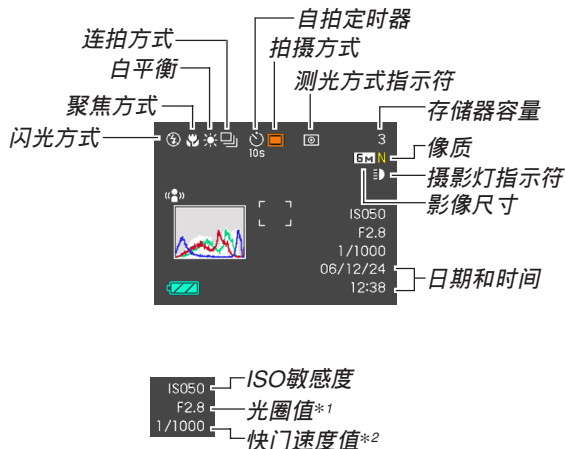 自拍定时器
连拍方式
拍摄方式
白平衡
测光方式指示符
聚焦方式
存储器容量
闪光方式
10s
3
像质
6M N
摄影灯指示符
影像尺寸
ISO50
F2.8
1/1000
06/12/24
12:38
日期和时间
ISO50
ISO敏感度
F2.8
光圈值*1
1/1000
快门速度值*2